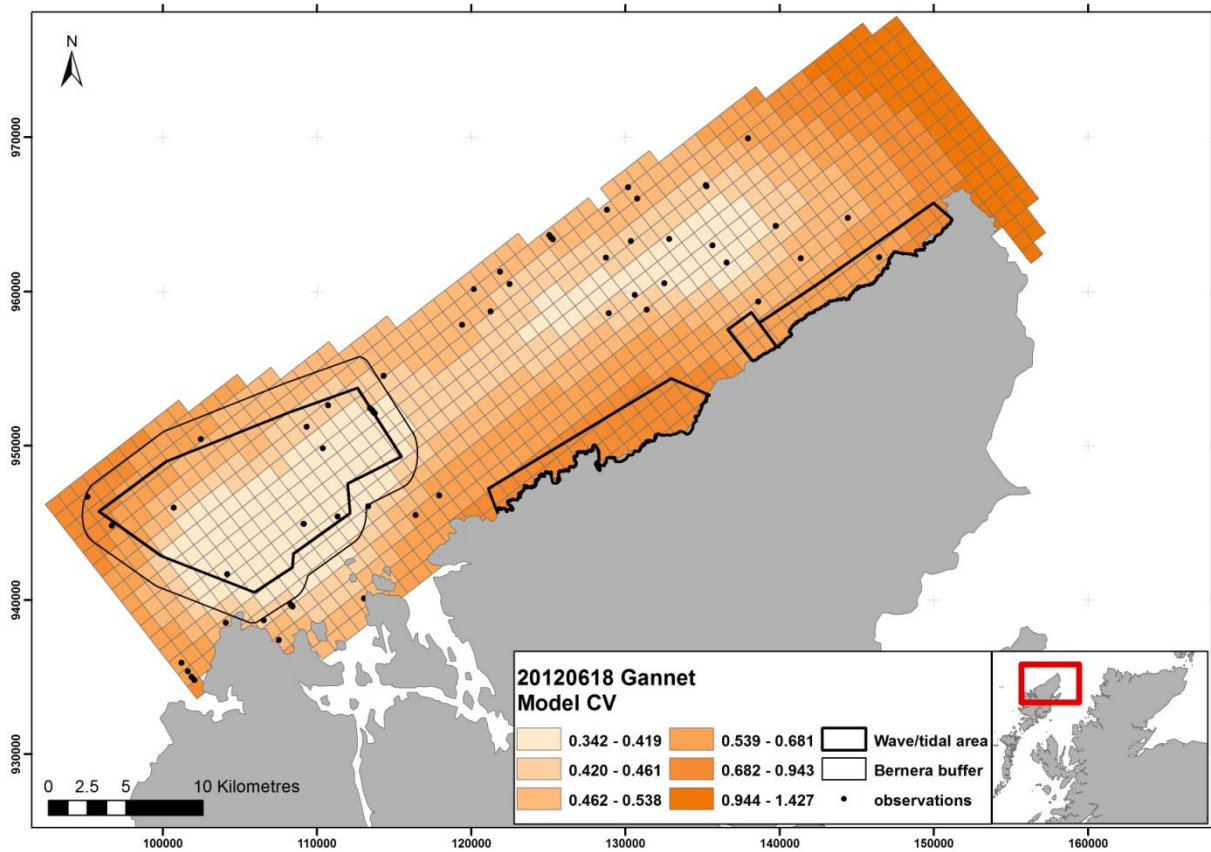 N
970000
960000
950000
940000
930000
20120618 Gannet
Model CV
0.342 - 0.419
0.539 - 0.681
Wave/tidal area
0.420 - 0.461
0.682 - 0.943
Bernera buffer
0.462 - 0.538
0.944 - 1.427
observations
0 2.5 5 10 Kilometres
100000 110000 120000 130000 140000 150000 160000